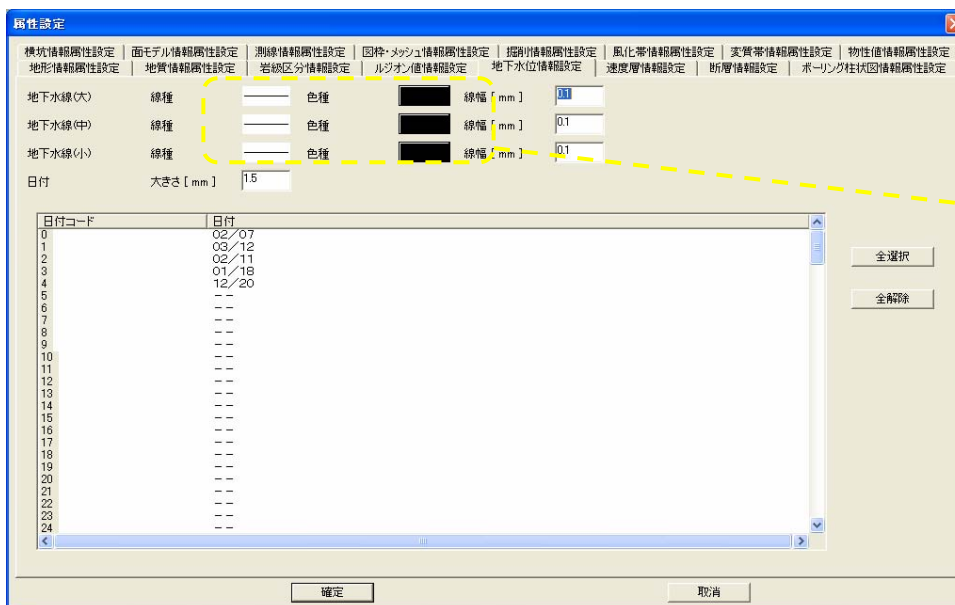 属性設定
横坑情報属性設定 面モデル情報属性設定 測線情報属性設定 図枠・メッシュ情報属性設定 掘削情報属性設定 風化帯情報属性設定 変質帯情報属性設定 物性値情報属性設定
地形情報属性設定 地質情報属性設定 岩級区分情報設定 ルジオン値情報設定 地下水位情報設定 速度層情報設定 断層情報設定 ボーリング柱状図情報属性設定
地下水線(大) 線種 色種 線幅 [ mm ] 0.1
地下水線(中) 線種 色種 線幅 [ mm ] 0.1
地下水線(小) 線種 色種 線幅 [ mm ] 0.1
日付 大きさ [ mm ] 1.5
日付コード 日付
0 02/07
1 03/12
2 02/11
3 01/18
4 12/20
5 --
6 --
7 --
8 --
9 --
10 --
11 --
12 --
13 --
14 --
15 --
16 --
17 --
18 --
19 --
20 --
21 --
22 --
23 --
24 --
全選択
全解除
確定 取消